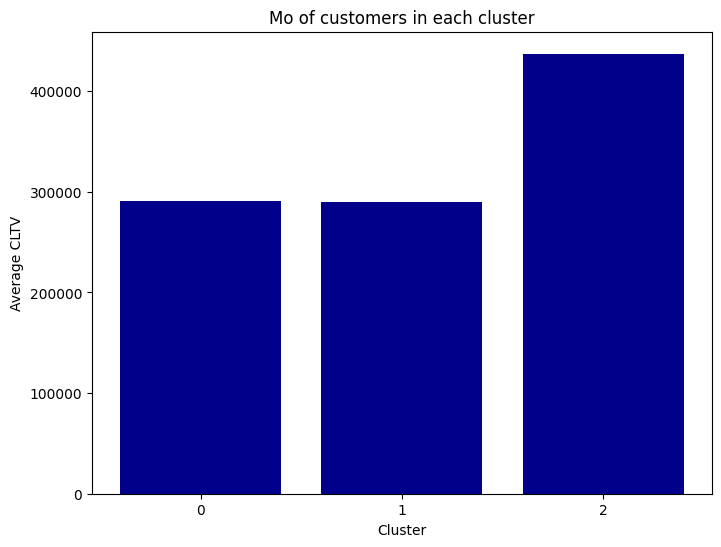 Mo of customers in each cluster
400000
300000
200000
100000
0
Average CLTV
0 1 2
Cluster